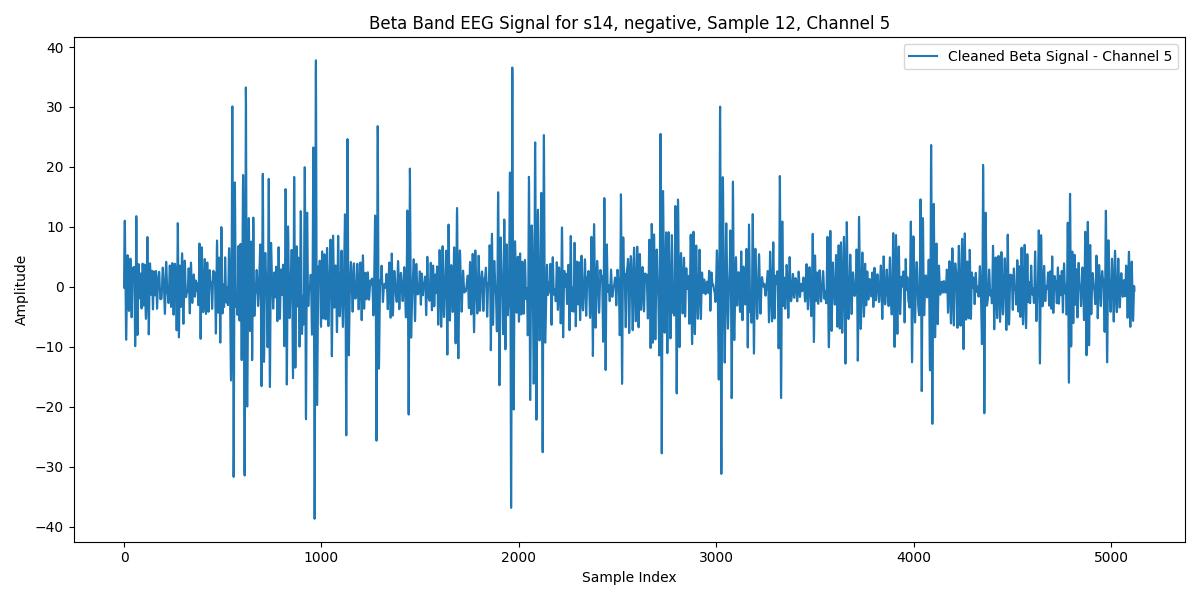 Beta Band EEG Signal for s14, negative, Sample 12, Channel 5
Cleaned Beta Signal - Channel 5
Amplitude
40
30
20
10
0
−10
−20
−30
−40
0 1000 2000 3000 4000 5000
Sample Index